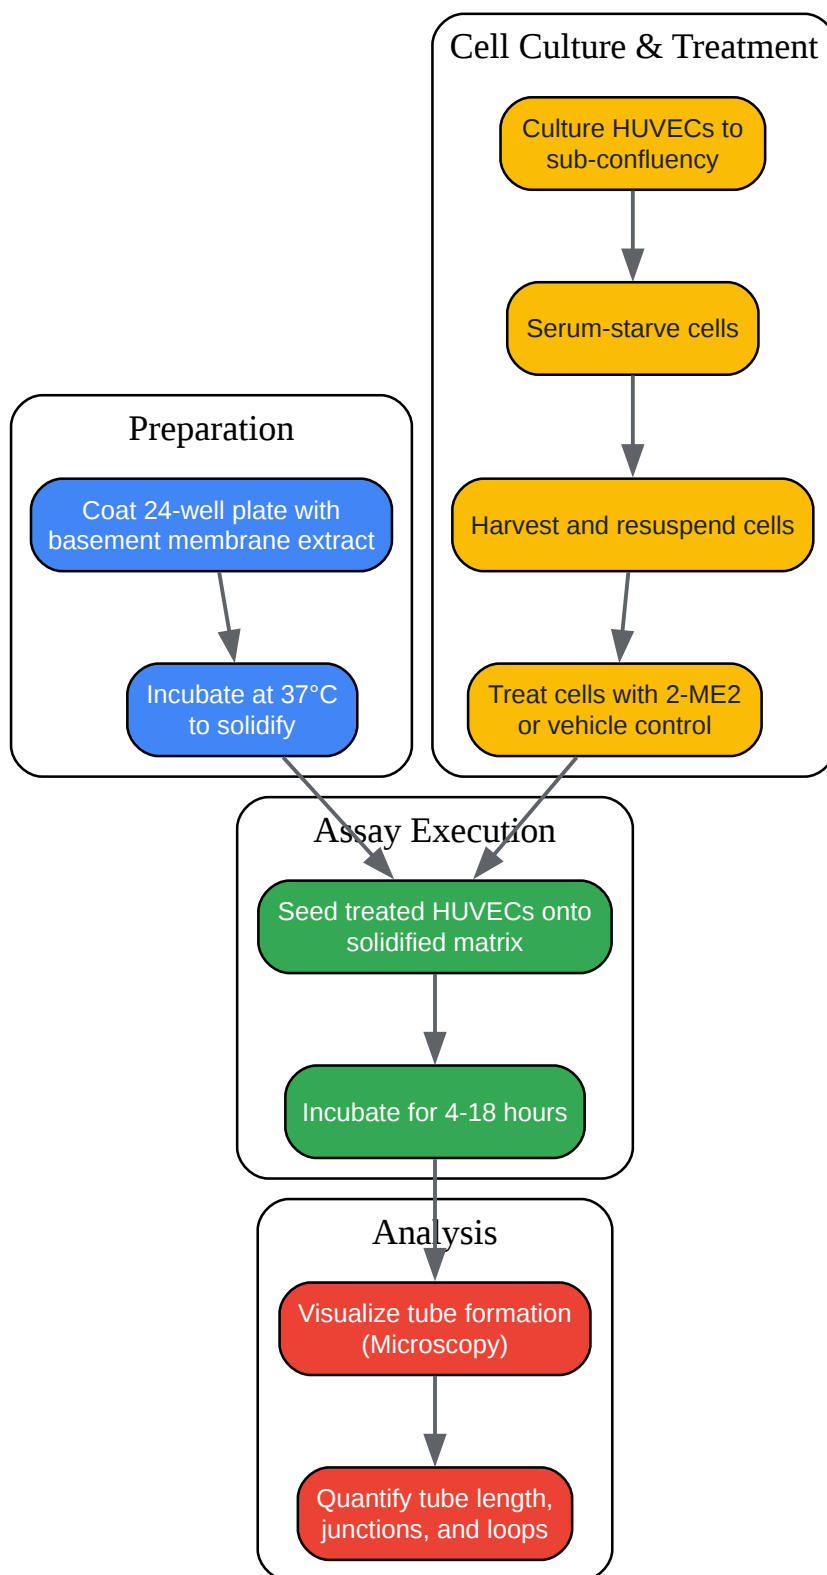 Cell Culture & Treatment
Culture HUVECs to
sub-confluency
Serum-starve cells
Preparation
Coat 24-well plate with
basement membrane extract
Harvest and resuspend cells
Incubate at 37°C
to solidify
Treat cells with 2-ME2
or vehicle control
Assay Execution
Seed treated HUVECs onto
solidified matrix
Incubate for 4-18 hours
Analysis
Visualize tube formation
(Microscopy)
Quantify tube length,
junctions, and loops